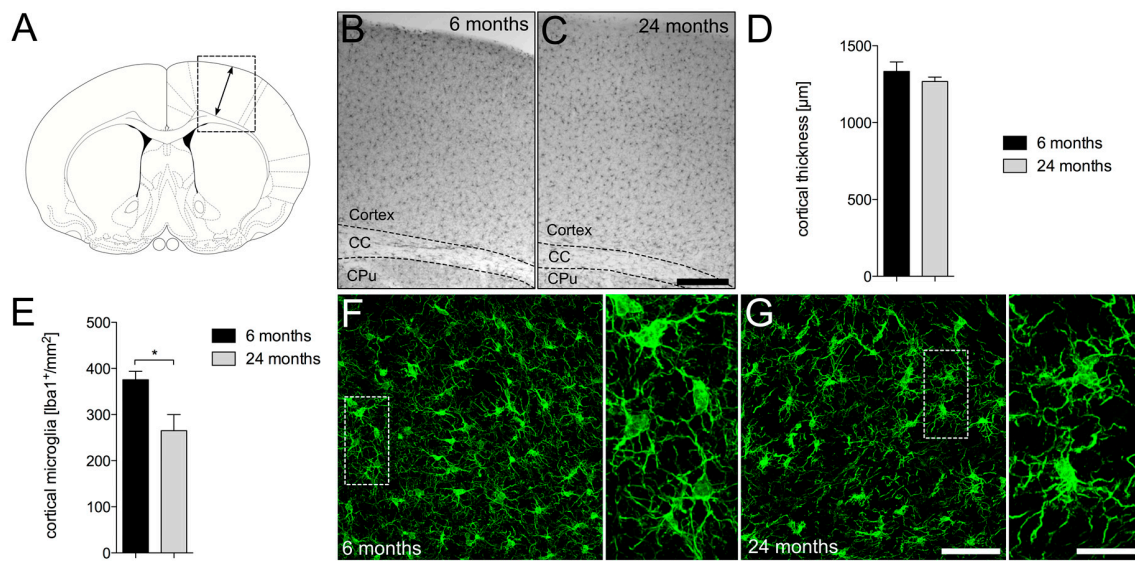 A
B
6 months
Cortex
CC
CPu
C
24 months
Cortex
CC
CPu
D
cortical thickness [µm]
1500
1000
500
0
6 months
24 months
E
cortical microglia [Iba1⁺/nm²]
500
400
300
200
100
0
*
6 months
24 months
F
6 months
G
24 months